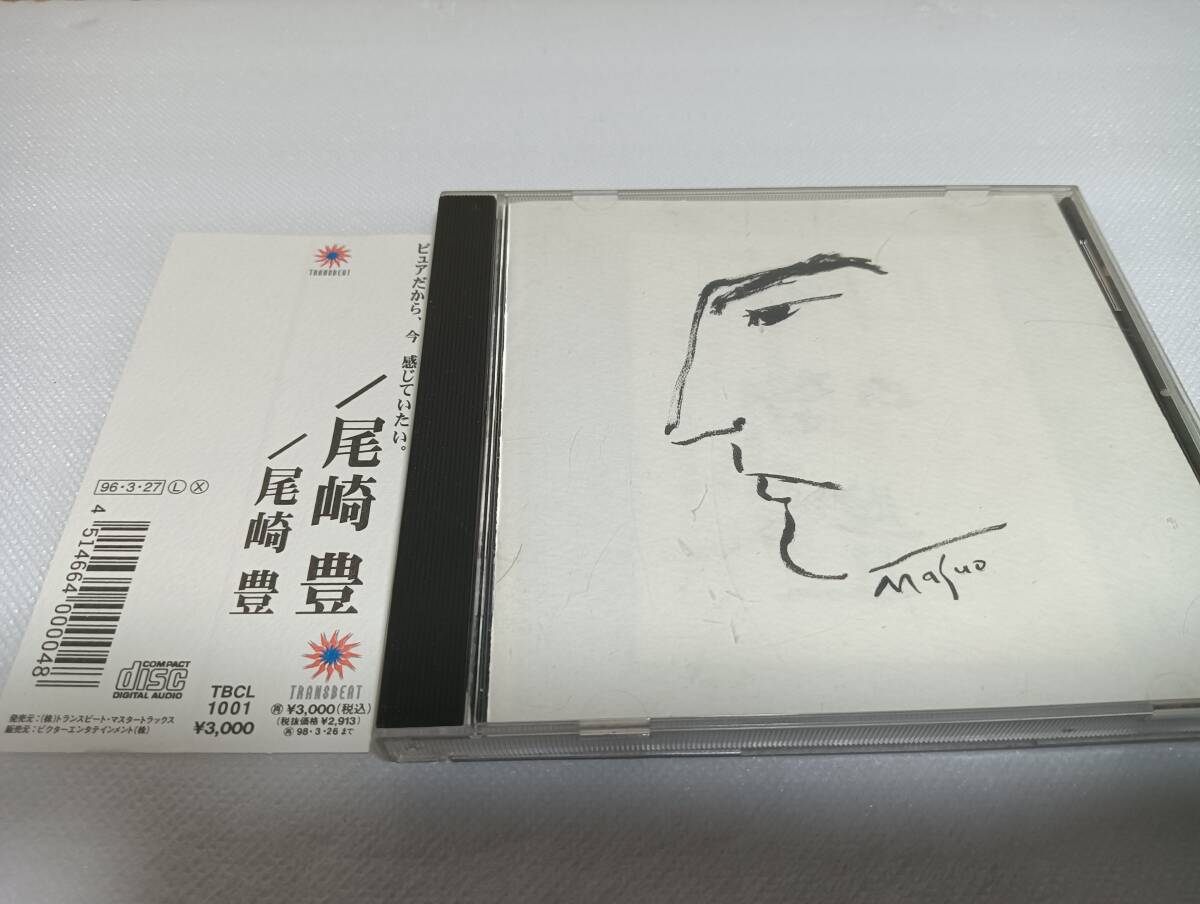 TRANSBEAT
ピュアだから、今 感じていたい。
／尾崎 豊
／尾崎 豊
TRANSBEAT
㋵¥3,000(税込)
(税抜価格 ¥2,913)
㋵98・3・26まで
96・3・27 Ⓛ Ⓧ
4 514664 000048
COMPACT
disc
DIGITAL AUDIO
TBCL
1001
¥3,000
発売元：(株)トランスビート・マスタートラックス
販売元：ビクターエンタテインメント(株)
Masuo